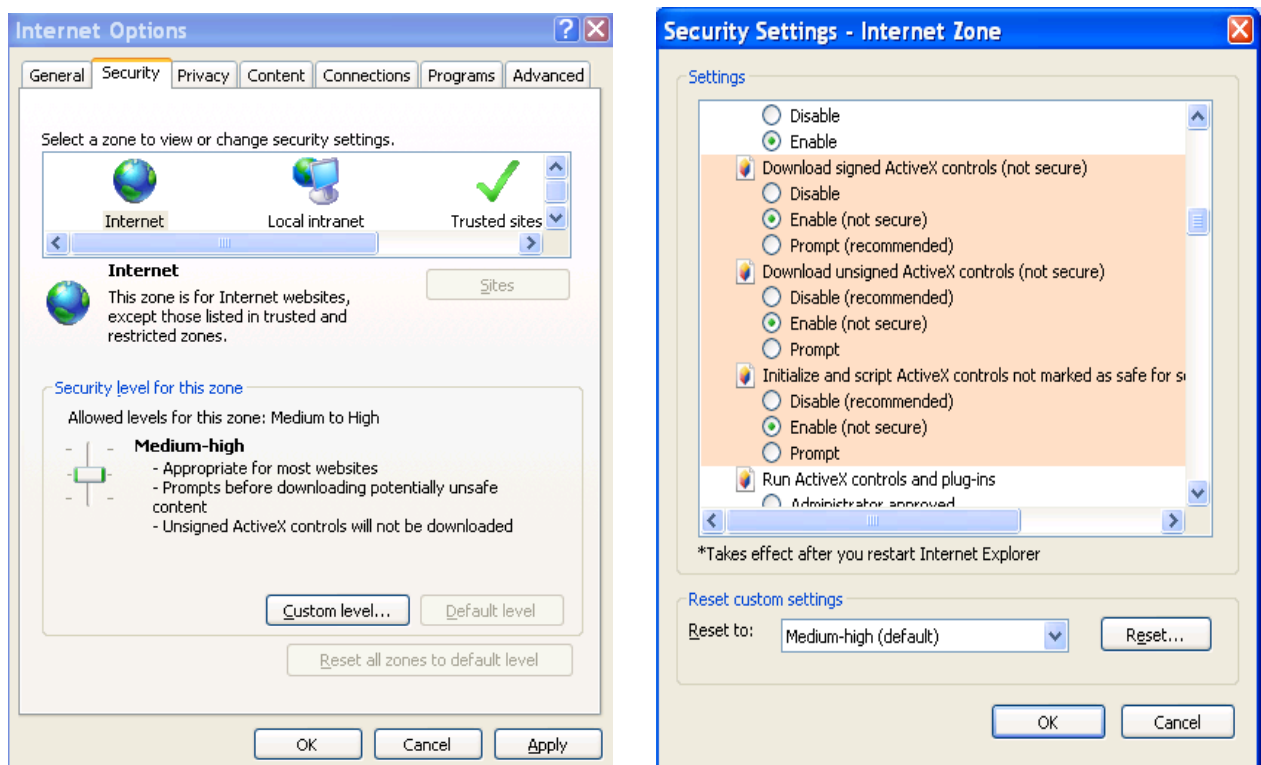 Internet Options
General Security Privacy Content Connections Programs Advanced
Select a zone to view or change security settings.
Internet Local intranet Trusted sites
Internet
Sites
This zone is for Internet websites,
except those listed in trusted and
restricted zones.
Security level for this zone
Allowed levels for this zone: Medium to High
Medium-high
- Appropriate for most websites
- Prompts before downloading potentially unsafe
content
- Unsigned ActiveX controls will not be downloaded
Custom level... Default level
Reset all zones to default level
OK Cancel Apply
Security Settings - Internet Zone
Settings
Disable
Enable
Download signed ActiveX controls (not secure)
Disable
Enable (not secure)
Prompt (recommended)
Download unsigned ActiveX controls (not secure)
Disable (recommended)
Enable (not secure)
Prompt
Initialize and script ActiveX controls not marked as safe for
Disable (recommended)
Enable (not secure)
Prompt
Run ActiveX controls and plug-ins
Administrator approved
*Takes effect after you restart Internet Explorer
Reset custom settings
Reset to: Medium-high (default) Reset...
OK Cancel